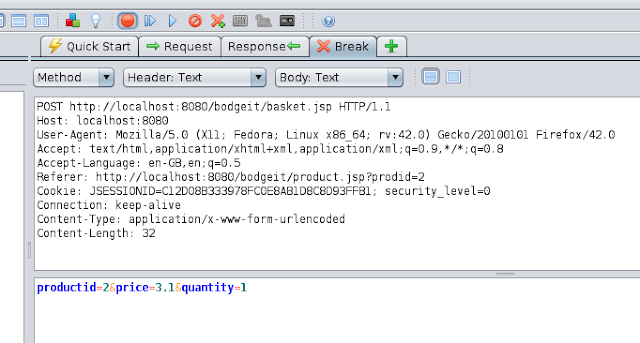 Quick Start Request Response Break
Method Header: Text Body: Text
POST http://localhost:8080/bodgeit/basket.jsp HTTP/1.1
Host: localhost:8080
User-Agent: Mozilla/5.0 (X11; Fedora; Linux x86_64; rv:42.0) Gecko/20100101 Firefox/42.0
Accept: text/html,application/xhtml+xml,application/xml;q=0.9,*/*;q=0.8
Accept-Language: en-GB,en;q=0.5
Referer: http://localhost:8080/bodgeit/product.jsp?prodid=2
Cookie: JSESSIONID=C12D08B333978FC0E8AB1D8C8D93FFB1; security_level=0
Connection: keep-alive
Content-Type: application/x-www-form-urlencoded
Content-Length: 32
productid=2&price=3.1&quantity=1